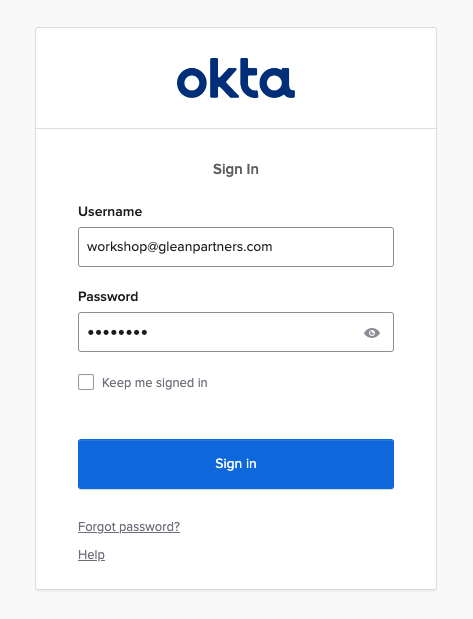 okta
Sign In
Username
workshop@gleanpartners.com
Password
••••••••
Keep me signed in
Sign in
Forgot password?
Help